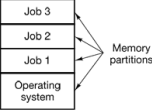 Job 3
Job 2
Job 1
Operating
system
Memory
partitions